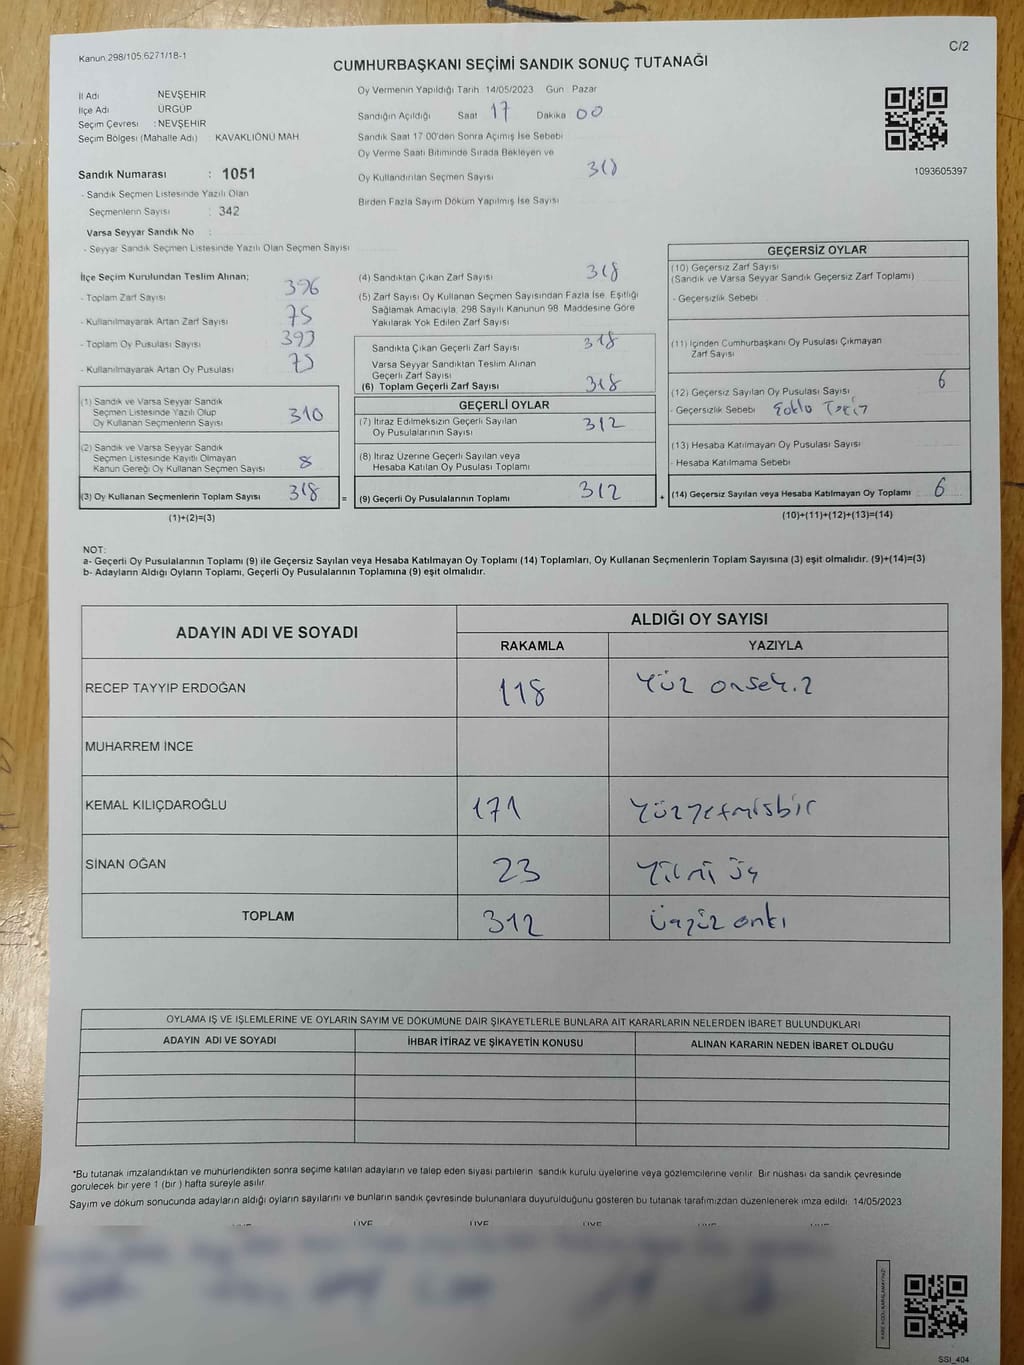 Kanun 298/105,6271/18-1
C/2
CUMHURBAŞKANI SEÇİMİ SANDIK SONUÇ TUTANAĞI
İl Adı NEVŞEHİR
İlçe Adı ÜRGÜP
Seçim Çevresi : NEVŞEHİR
Seçim Bölgesi (Mahalle Adı) KAVAKLIÖNÜ MAH
Oy Vermenin Yapıldığı Tarih 14/05/2023 Gün Pazar
Sandığın Açıldığı Saat 17 Dakika 00
Sandık Saat 17 00'den Sonra Açımış İse Sebebi
Oy Verme Saati Bitiminde Sırada Bekleyen ve
Oy Kullandırılan Seçmen Sayısı
Birden Fazla Sayım Döküm Yapılmış İse Sayısı
1093605397
Sandık Numarası : 1051
- Sandık Seçmen Listesinde Yazılı Olan
Seçmenlerin Sayısı : 342
Varsa Seyyar Sandık No :
- Seyyar Sandık Seçmen Listesinde Yazılı Olan Seçmen Sayısı
İlçe Seçim Kurulundan Teslim Alınan;
- Toplam Zarf Sayısı 396
- Kullanılmayarak Artan Zarf Sayısı 75
- Toplam Oy Pusulası Sayısı 393
- Kullanılmayarak Artan Oy Pusulası 75
(1) Sandık ve Varsa Seyyar Sandık
Seçmen Listesinde Yazılı Olup
Oy Kullanan Seçmenlerin Sayısı 310
(2) Sandık ve Varsa Seyyar Sandık
Seçmen Listesinde Kayıtlı Olmayan
Kanun Gereği Oy Kullanan Seçmen Sayısı 8
(3) Oy Kullanan Seçmenlerin Toplam Sayısı 318 =
(1)+(2)=(3)
(4) Sandıktan Çıkan Zarf Sayısı 318
(5) Zarf Sayısı Oy Kullanan Seçmen Sayısından Fazla İse, Eşitliği
Sağlamak Amacıyla, 298 Sayılı Kanunun 98. Maddesine Göre
Yakılarak Yok Edilen Zarf Sayısı
Sandıkta Çıkan Geçerli Zarf Sayısı 318
Varsa Seyyar Sandıktan Teslim Alınan
Geçerli Zarf Sayısı
(6) Toplam Geçerli Zarf Sayısı 318
GEÇERLİ OYLAR
(7) İtiraz Edilmeksizin Geçerli Sayılan
Oy Pusulalarının Sayısı 312
(8) İtiraz Üzerine Geçerli Sayılan veya
Hesaba Katılan Oy Pusulası Toplamı
(9) Geçerli Oy Pusulalarının Toplamı 312 +
GEÇERSİZ OYLAR
(10) Geçersiz Zarf Sayısı
(Sandık ve Varsa Seyyar Sandık Geçersiz Zarf Toplamı)
- Geçersizlik Sebebi
(11) İçinden Cumhurbaşkanı Oy Pusulası Çıkmayan
Zarf Sayısı
(12) Geçersiz Sayılan Oy Pusulası Sayısı 6
- Geçersizlik Sebebi
(13) Hesaba Katılmayan Oy Pusulası Sayısı
- Hesaba Katılmama Sebebi
(14) Geçersiz Sayılan veya Hesaba Katılmayan Oy Toplamı 6
(10)+(11)+(12)+(13)=(14)
NOT:
a- Geçerli Oy Pusulalarının Toplamı (9) ile Geçersiz Sayılan veya Hesaba Katılmayan Oy Toplamı (14) Toplamları, Oy Kullanan Seçmenlerin Toplam Sayısına (3) eşit olmalıdır. (9)+(14)=(3)
b- Adayların Aldığı Oyların Toplamı, Geçerli Oy Pusulalarının Toplamına (9) eşit olmalıdır.
ADAYIN ADI VE SOYADI ALDIĞI OY SAYISI
RAKAMLA YAZIYLA
RECEP TAYYIP ERDOĞAN 118 Yüz onsekiz
MUHARREM İNCE
KEMAL KILIÇDAROĞLU 171 Yüzyetmisbir
SİNAN OĞAN 23 Yirmi üç
TOPLAM 312 Üçyüz oniki
OYLAMA İŞ VE İŞLEMLERİNE VE OYLARIN SAYIM VE DÖKÜMÜNE DAİR ŞİKAYETLERLE BUNLARA AİT KARARLARIN NELERDEN İBARET BULUNDUKLARI
ADAYIN ADI VE SOYADI İHBAR İTİRAZ VE ŞİKAYETİN KONUSU ALINAN KARARIN NEDEN İBARET OLDUĞU
*Bu tutanak imzalandıktan ve mühürlendikten sonra seçime katılan adayların ve talep eden siyasi partilerin sandık kurulu üyelerine veya gözlemcilerine verilir. Bir nüshası da sandık çevresinde
görülecek bir yere 1 (bir) hafta süreyle asılır
Sayım ve döküm sonucunda adayların aldığı oyların sayılarını ve bunların sandık çevresinde bulunanlara duyurulduğunu gösteren bu tutanak tarafımızdan düzenlenerek imza edildi. 14/05/2023
SSI_404